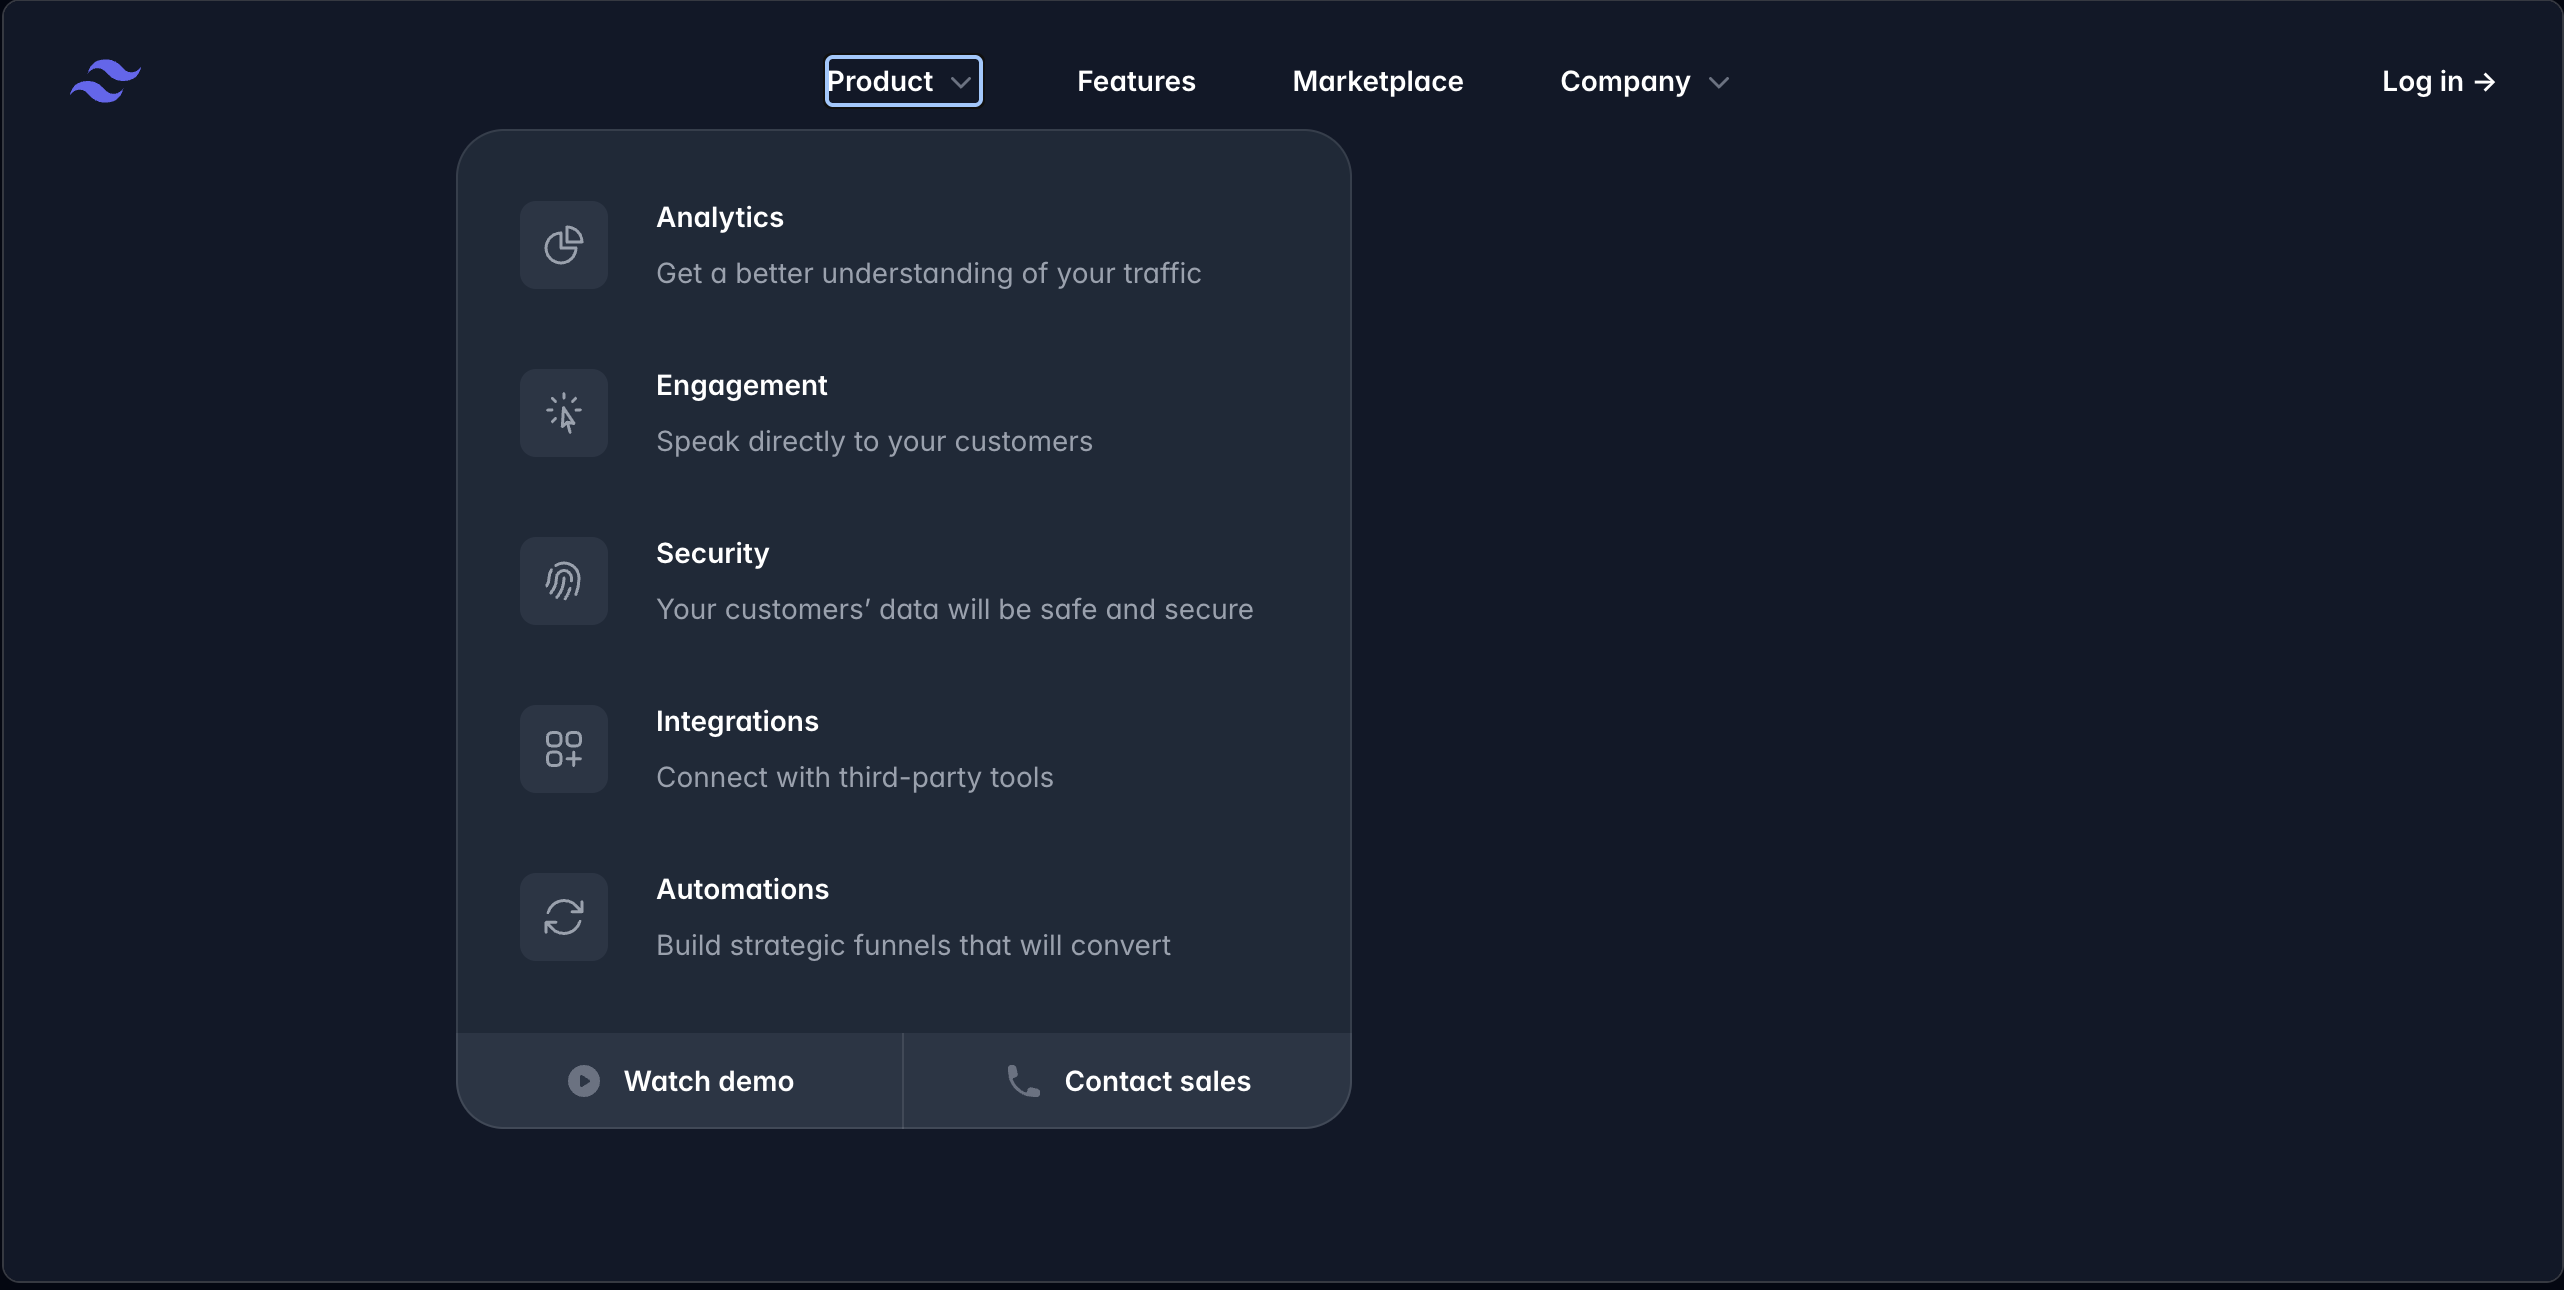 Product
Features
Marketplace
Company
Log in →
Analytics
Get a better understanding of your traffic
Engagement
Speak directly to your customers
Security
Your customers’ data will be safe and secure
Integrations
Connect with third-party tools
Automations
Build strategic funnels that will convert
Watch demo
Contact sales